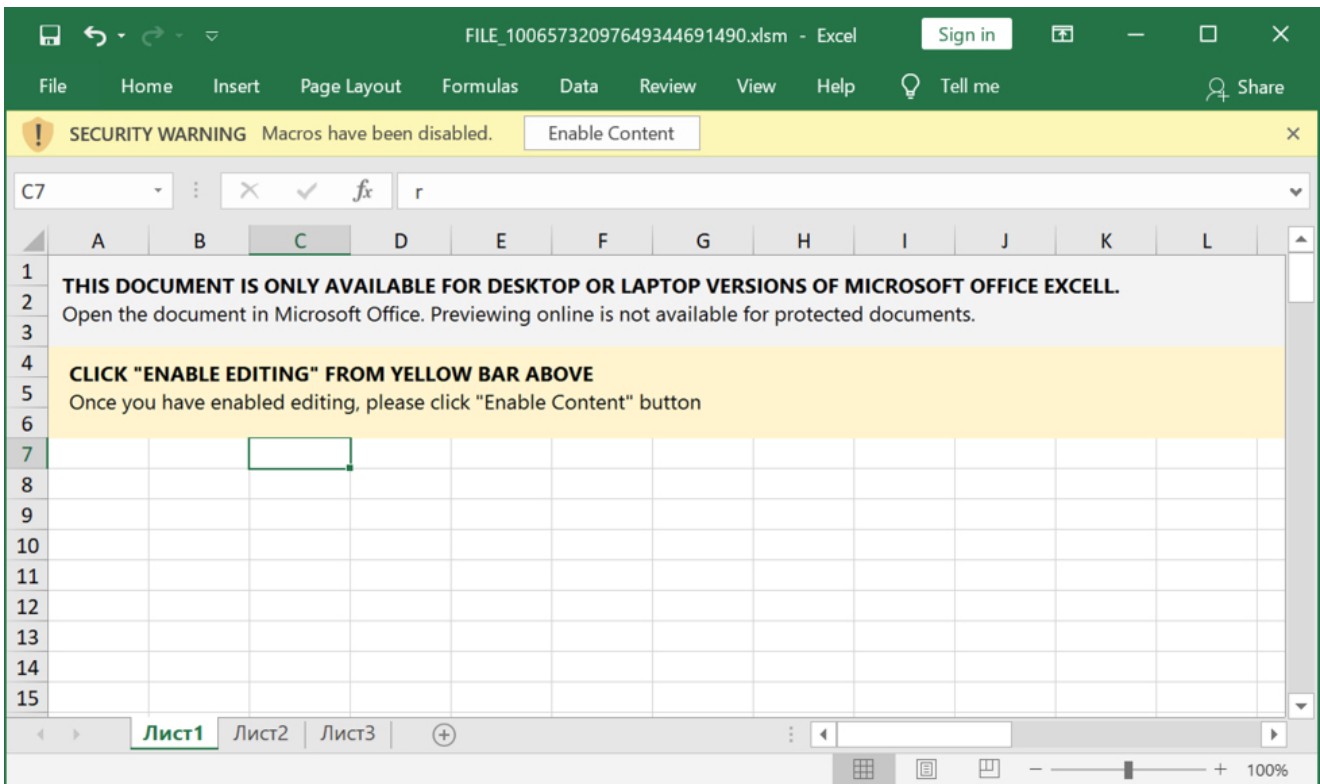 FILE_10065732097649344691490.xlsm - Excel Sign in
File Home Insert Page Layout Formulas Data Review View Help Tell me Share
SECURITY WARNING Macros have been disabled. Enable Content
C7 fx r
A B C D E F G H I J K L
1
THIS DOCUMENT IS ONLY AVAILABLE FOR DESKTOP OR LAPTOP VERSIONS OF MICROSOFT OFFICE EXCELL.
2
Open the document in Microsoft Office. Previewing online is not available for protected documents.
3
4
CLICK "ENABLE EDITING" FROM YELLOW BAR ABOVE
5
Once you have enabled editing, please click "Enable Content" button
6
7
8
9
10
11
12
13
14
15
Лист1 Лист2 Лист3
100%